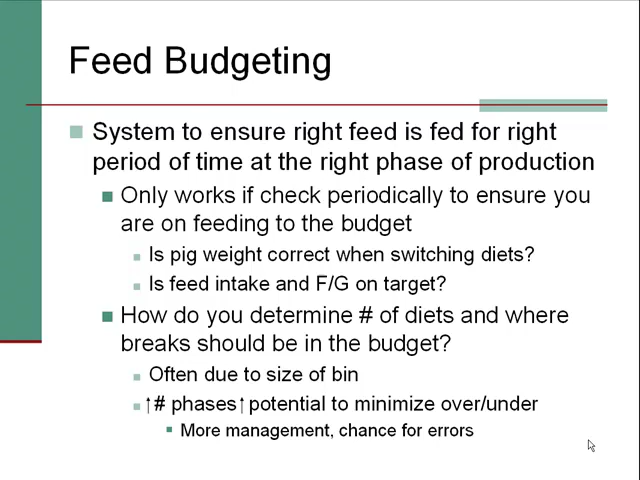 Feed Budgeting
System to ensure right feed is fed for right
period of time at the right phase of production
Only works if check periodically to ensure you
are on feeding to the budget
Is pig weight correct when switching diets?
Is feed intake and F/G on target?
How do you determine # of diets and where
breaks should be in the budget?
Often due to size of bin
↑# phases↑potential to minimize over/under
More management, chance for errors